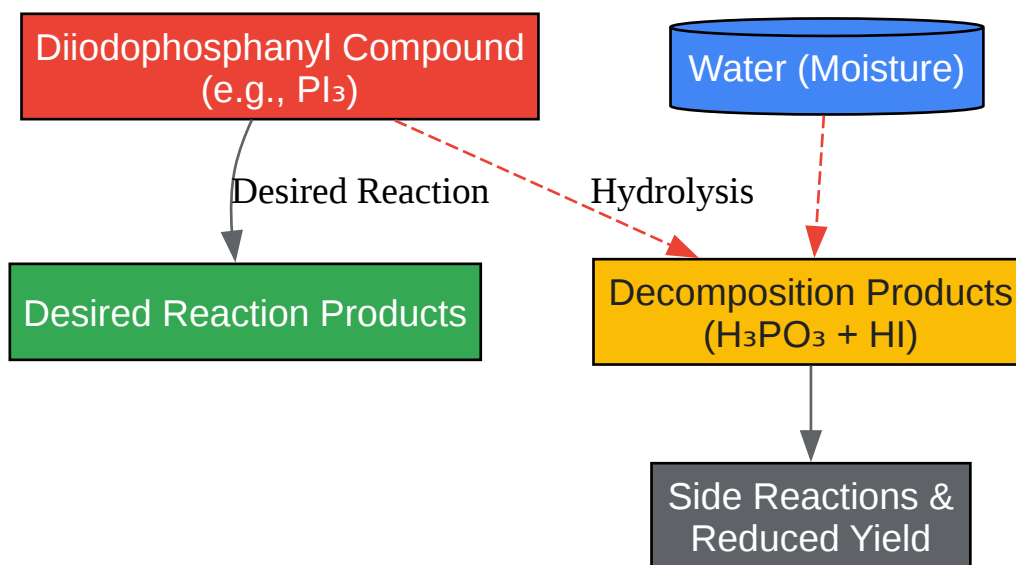 Diiodophosphanyl Compound
(e.g., PI₃)
Water (Moisture)
Desired Reaction
Hydrolysis
Desired Reaction Products
Decomposition Products
(H₃PO₃ + HI)
Side Reactions &
Reduced Yield